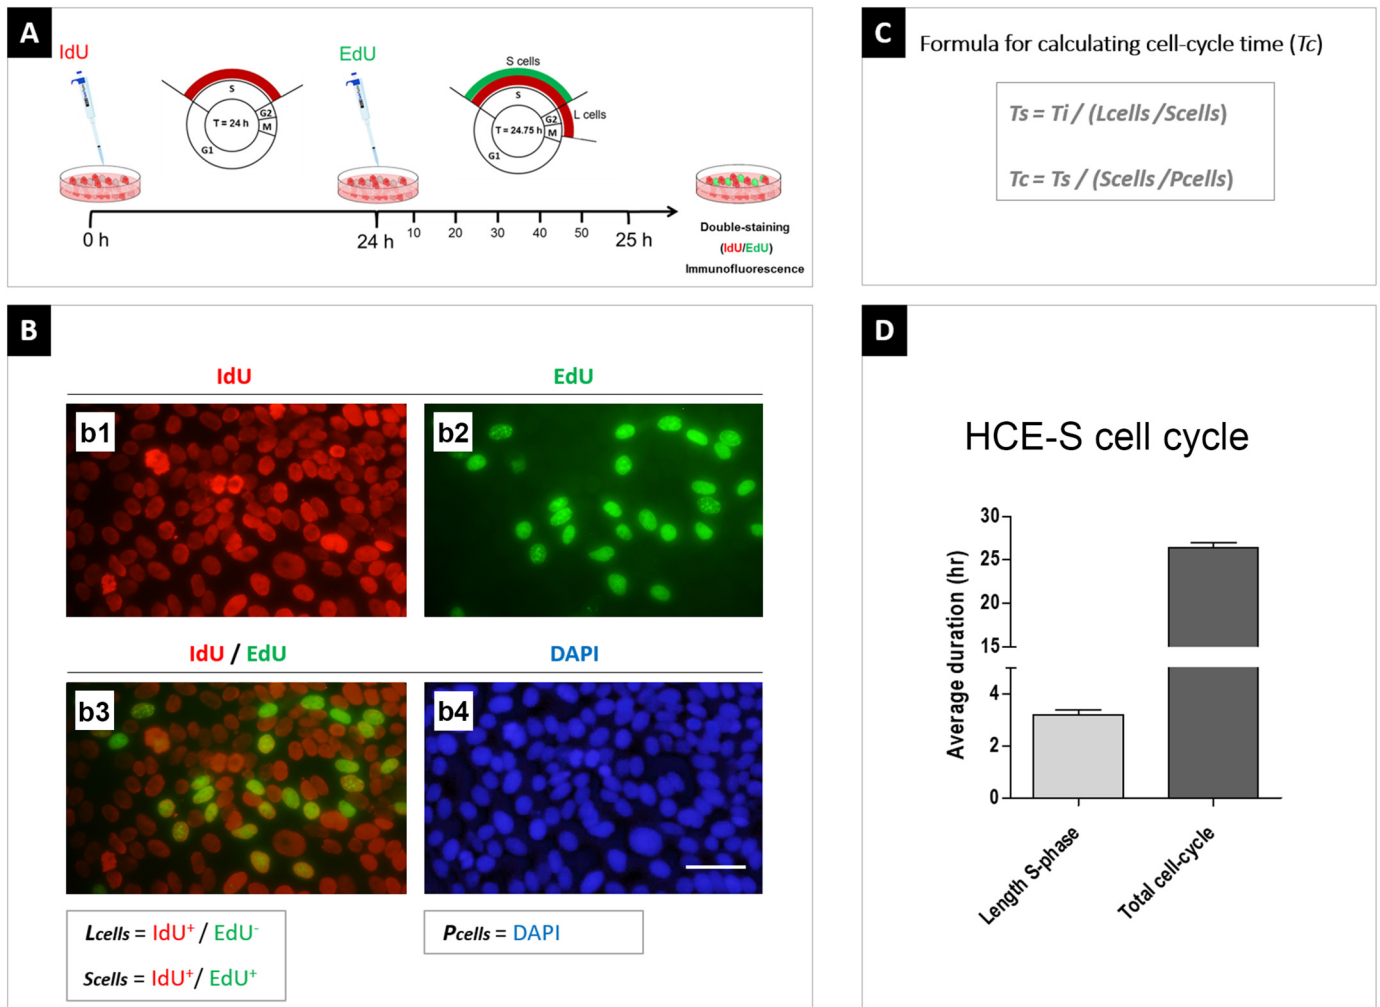 A
IdU
EdU
S
G2
M
G1
T = 24 h
S cells
L cells
S
G2
M
G1
T = 24.75 h
0 h
24 h
10
20
30
40
50
25 h
Double-staining
(IdU/EdU)
Immunofluorescence
C
Formula for calculating cell-cycle time (Tc)
Ts = Ti / (Lcells /Scells)
Tc = Ts / (Scells /Pcells)
B
IdU
EdU
b1
b2
IdU / EdU
DAPI
b3
b4
Lcells = IdU⁺ / EdU⁻
Scells = IdU⁺/ EdU⁺
Pcells = DAPI
D
HCE-S cell cycle
Average duration (hr)
30
25
20
15
4
2
0
Length S-phase
Total cell-cycle